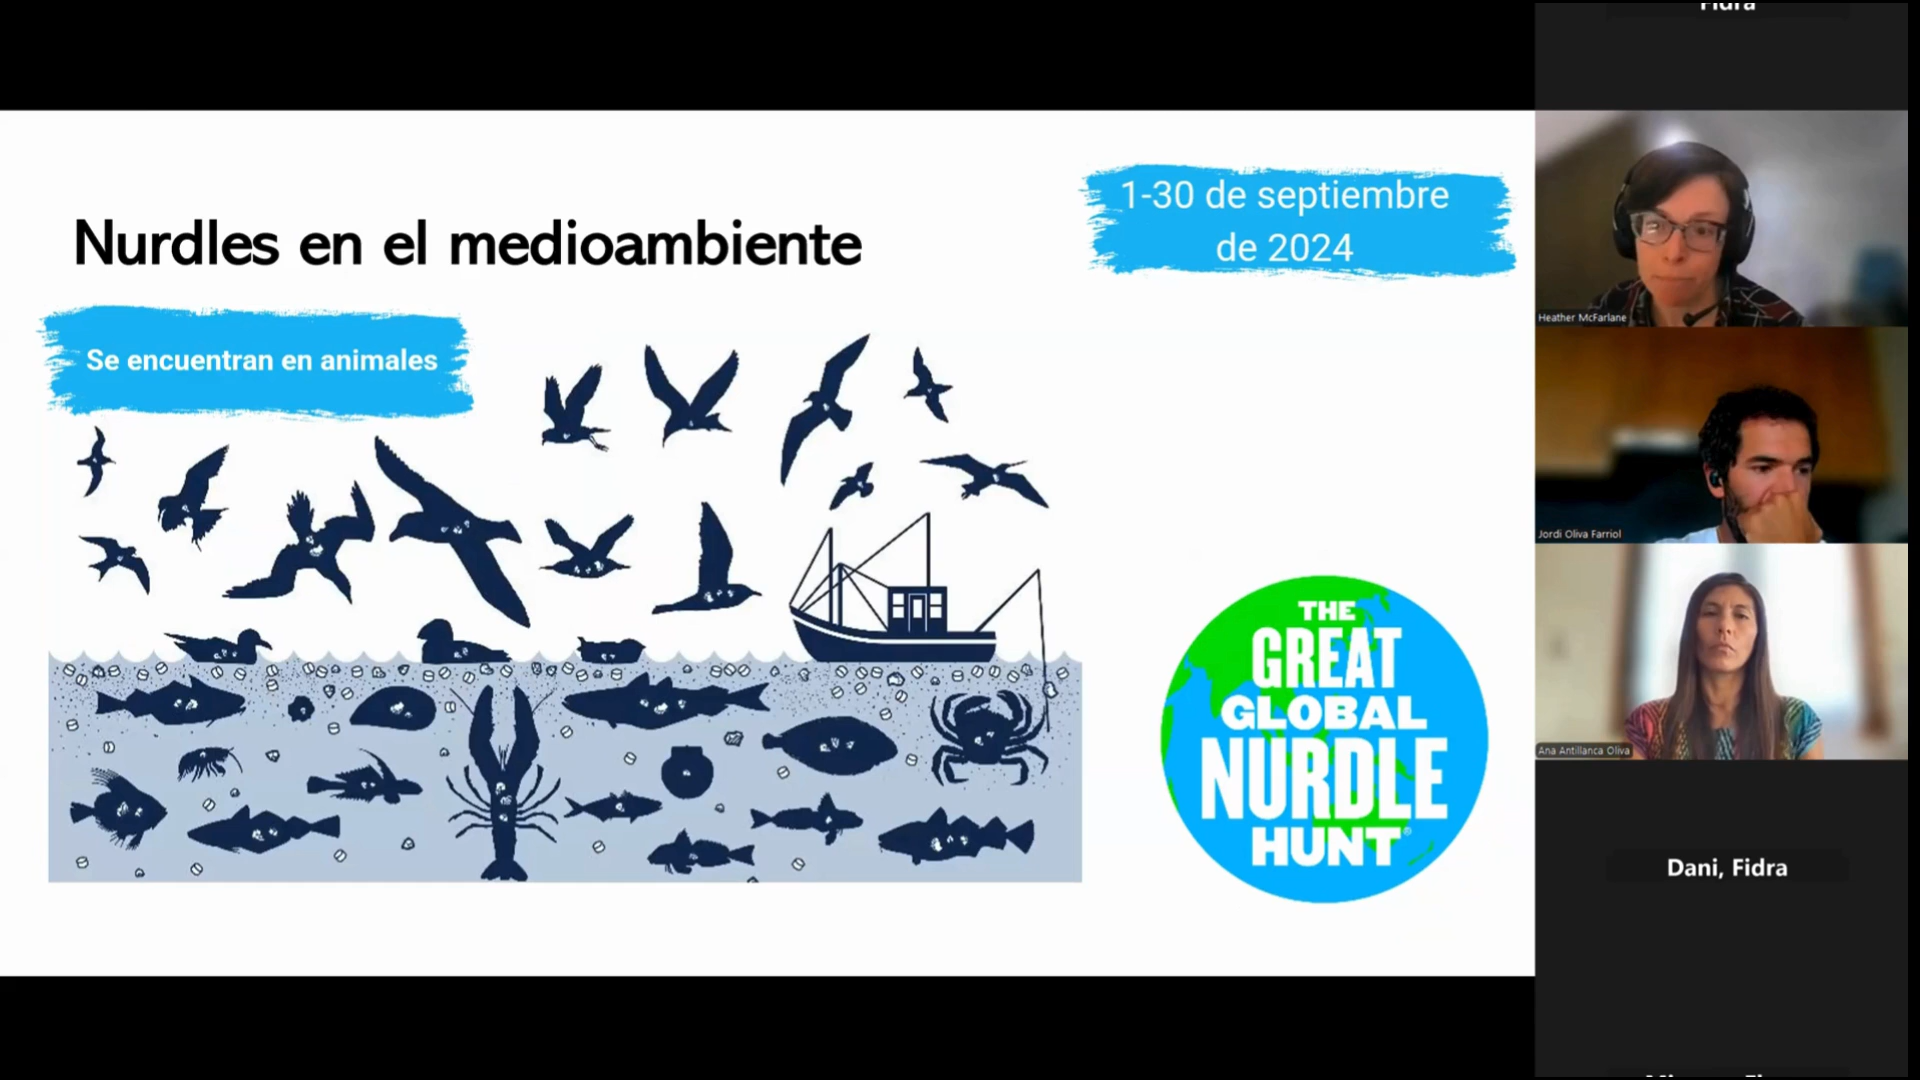 Nurdles en el medioambiente
1-30 de septiembre
de 2024
Se encuentran en animales
THE
GREAT
GLOBAL
NURDLE
HUNT®
Fidra
Heather McFarlane
Jordi Oliva Farriol
Ana Antillanca Oliva
Dani, Fidra